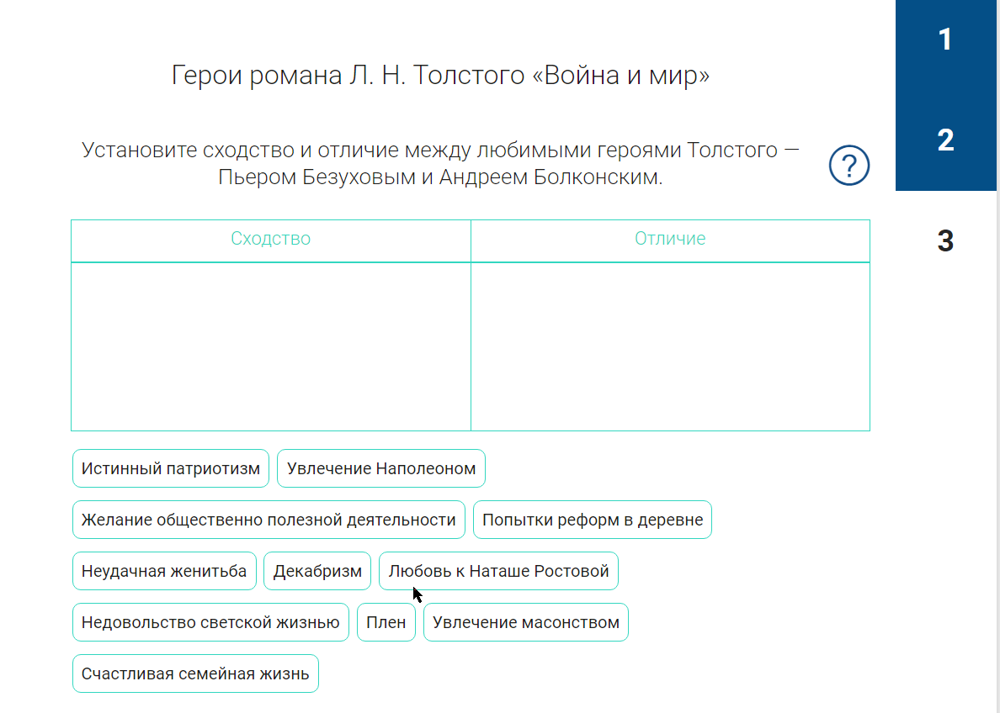 1
Герои романа Л. Н. Толстого «Война и мир»
2
Установите сходство и отличие между любимыми героями Толстого —
Пьером Безуховым и Андреем Болконским.
?
3
Сходство Отличие
Истинный патриотизм Увлечение Наполеоном
Желание общественно полезной деятельности Попытки реформ в деревне
Неудачная женитьба Декабризм Любовь к Наташе Ростовой
Недовольство светской жизнью Плен Увлечение масонством
Счастливая семейная жизнь